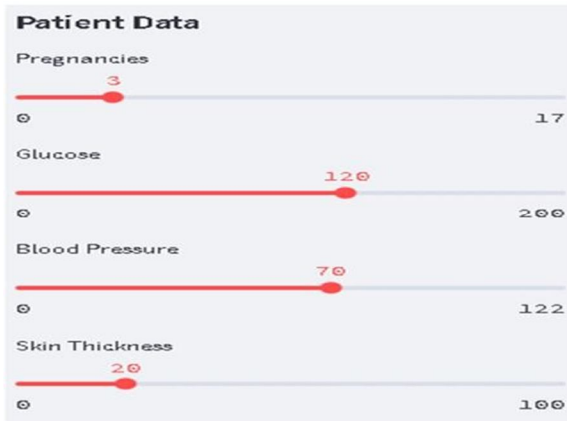 Patient Data
Pregnancies
3
0 17
Glucose
120
0 200
Blood Pressure
70
0 122
Skin Thickness
20
0 100